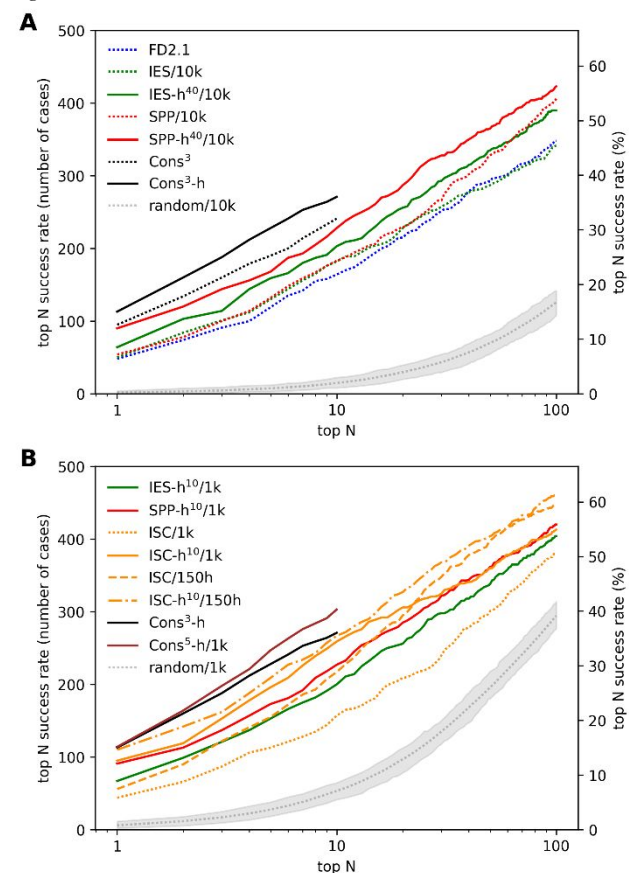 A
500
400
300
200
100
0
top N success rate (number of cases)
FD2.1
IES/10k
IES-h⁴⁰/10k
SPP/10k
SPP-h⁴⁰/10k
Cons³
Cons³-h
random/10k
60
50
40
30
20
10
0
top N success rate (%)
1
10
100
top N
B
500
400
300
200
100
0
top N success rate (number of cases)
IES-h¹⁰/1k
SPP-h¹⁰/1k
ISC/1k
ISC-h¹⁰/1k
ISC/150h
ISC-h¹⁰/150h
Cons³-h
Cons⁵-h/1k
random/1k
60
50
40
30
20
10
0
top N success rate (%)
1
10
100
top N